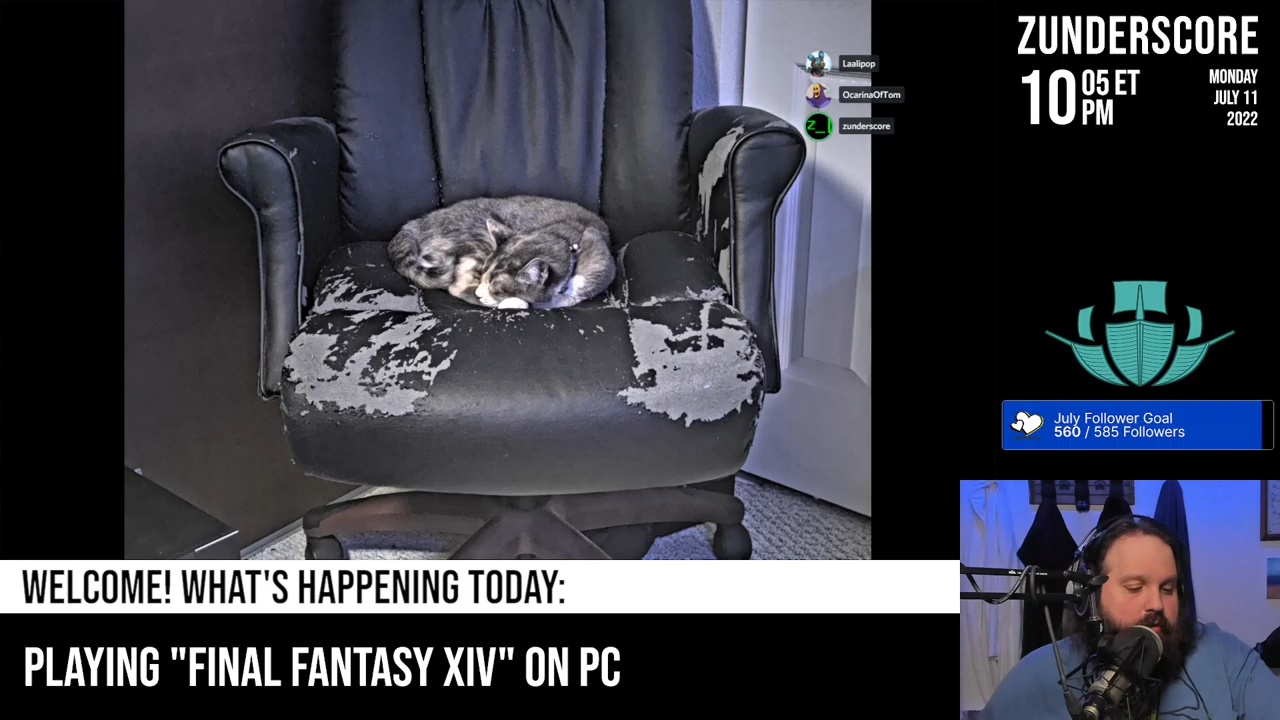 Laalipop
OcarinaOfTom
z_
zunderscore
ZUNDERSCORE
10 05 ET
PM
MONDAY
JULY 11
2022
July Follower Goal
560 / 585 Followers
WELCOME! WHAT'S HAPPENING TODAY:
PLAYING "FINAL FANTASY XIV" ON PC